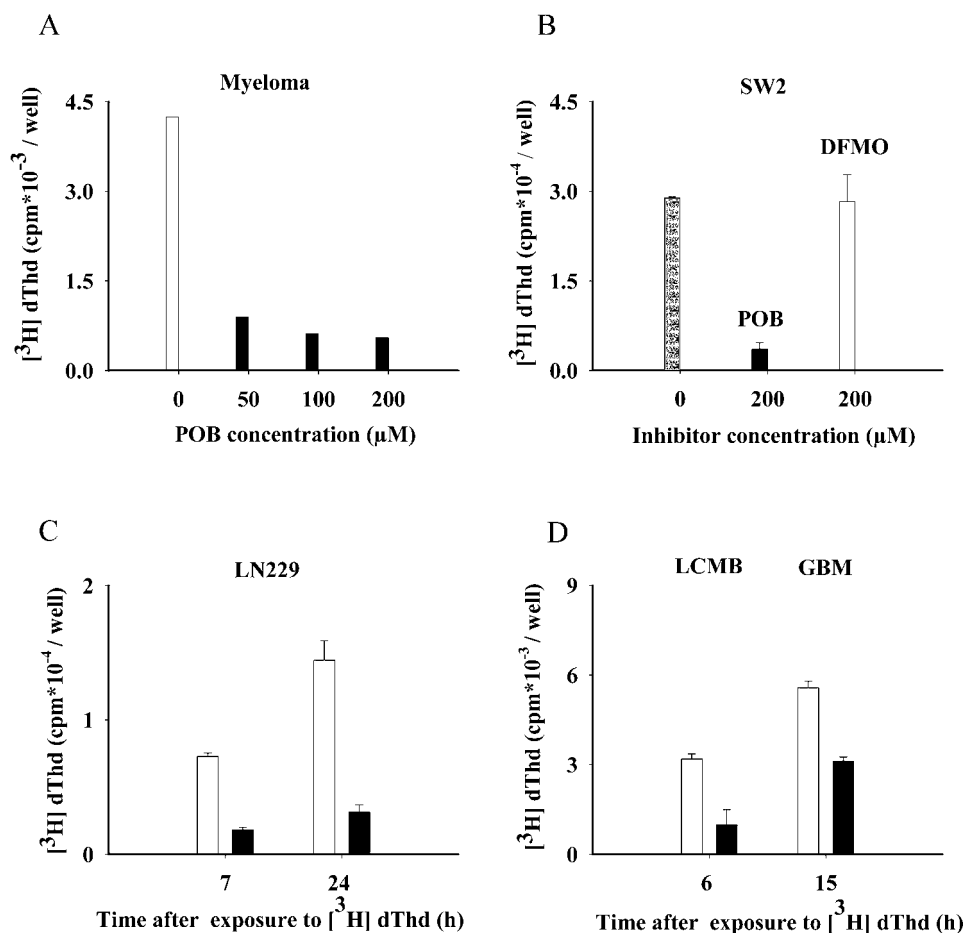 A
Myeloma
[³H] dThd (cpm*10⁻³ / well)
4.5
3.0
1.5
0.0
0 50 100 200
POB concentration (µM)
B
SW2
[³H] dThd (cpm*10⁻⁴ / well)
4.5
3.0
1.5
0.0
DFMO
POB
0 200 200
Inhibitor concentration (µM)
C
LN229
[³H] dThd (cpm*10⁻⁴ / well)
2
1
0
7 24
Time after exposure to [³H] dThd (h)
D
LCMB GBM
[³H] dThd (cpm*10⁻³ / well)
9
6
3
0
6 15
Time after exposure to [³H] dThd (h)